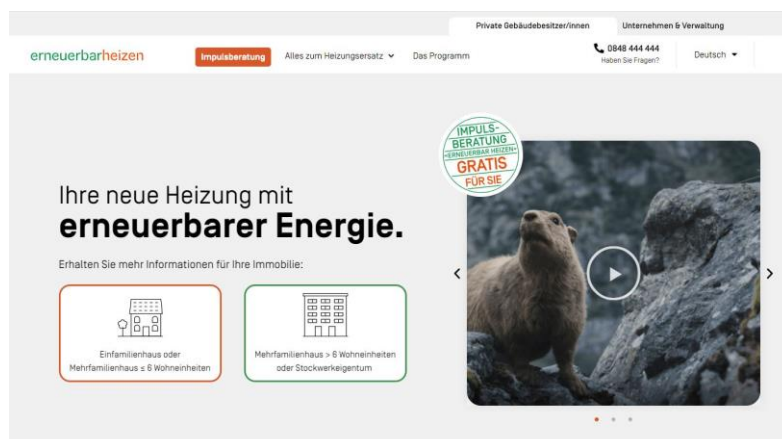 Private Gebäudebesitzer/innen
Unternehmen & Verwaltung
erneuerbarheizen
Impulsberatung
Alles zum Heizungsersatz
Das Programm
0848 444 444
Haben Sie Fragen?
Deutsch
IMPULS-
BERATUNG
«ERNEUERBAR HEIZEN»
GRATIS
FÜR SIE
Ihre neue Heizung mit
erneuerbarer Energie.
Erhalten Sie mehr Informationen für Ihre Immobilie:
Einfamilienhaus oder
Mehrfamilienhaus ≤ 6 Wohneinheiten
Mehrfamilienhaus > 6 Wohneinheiten
oder Stockwerkeigentum